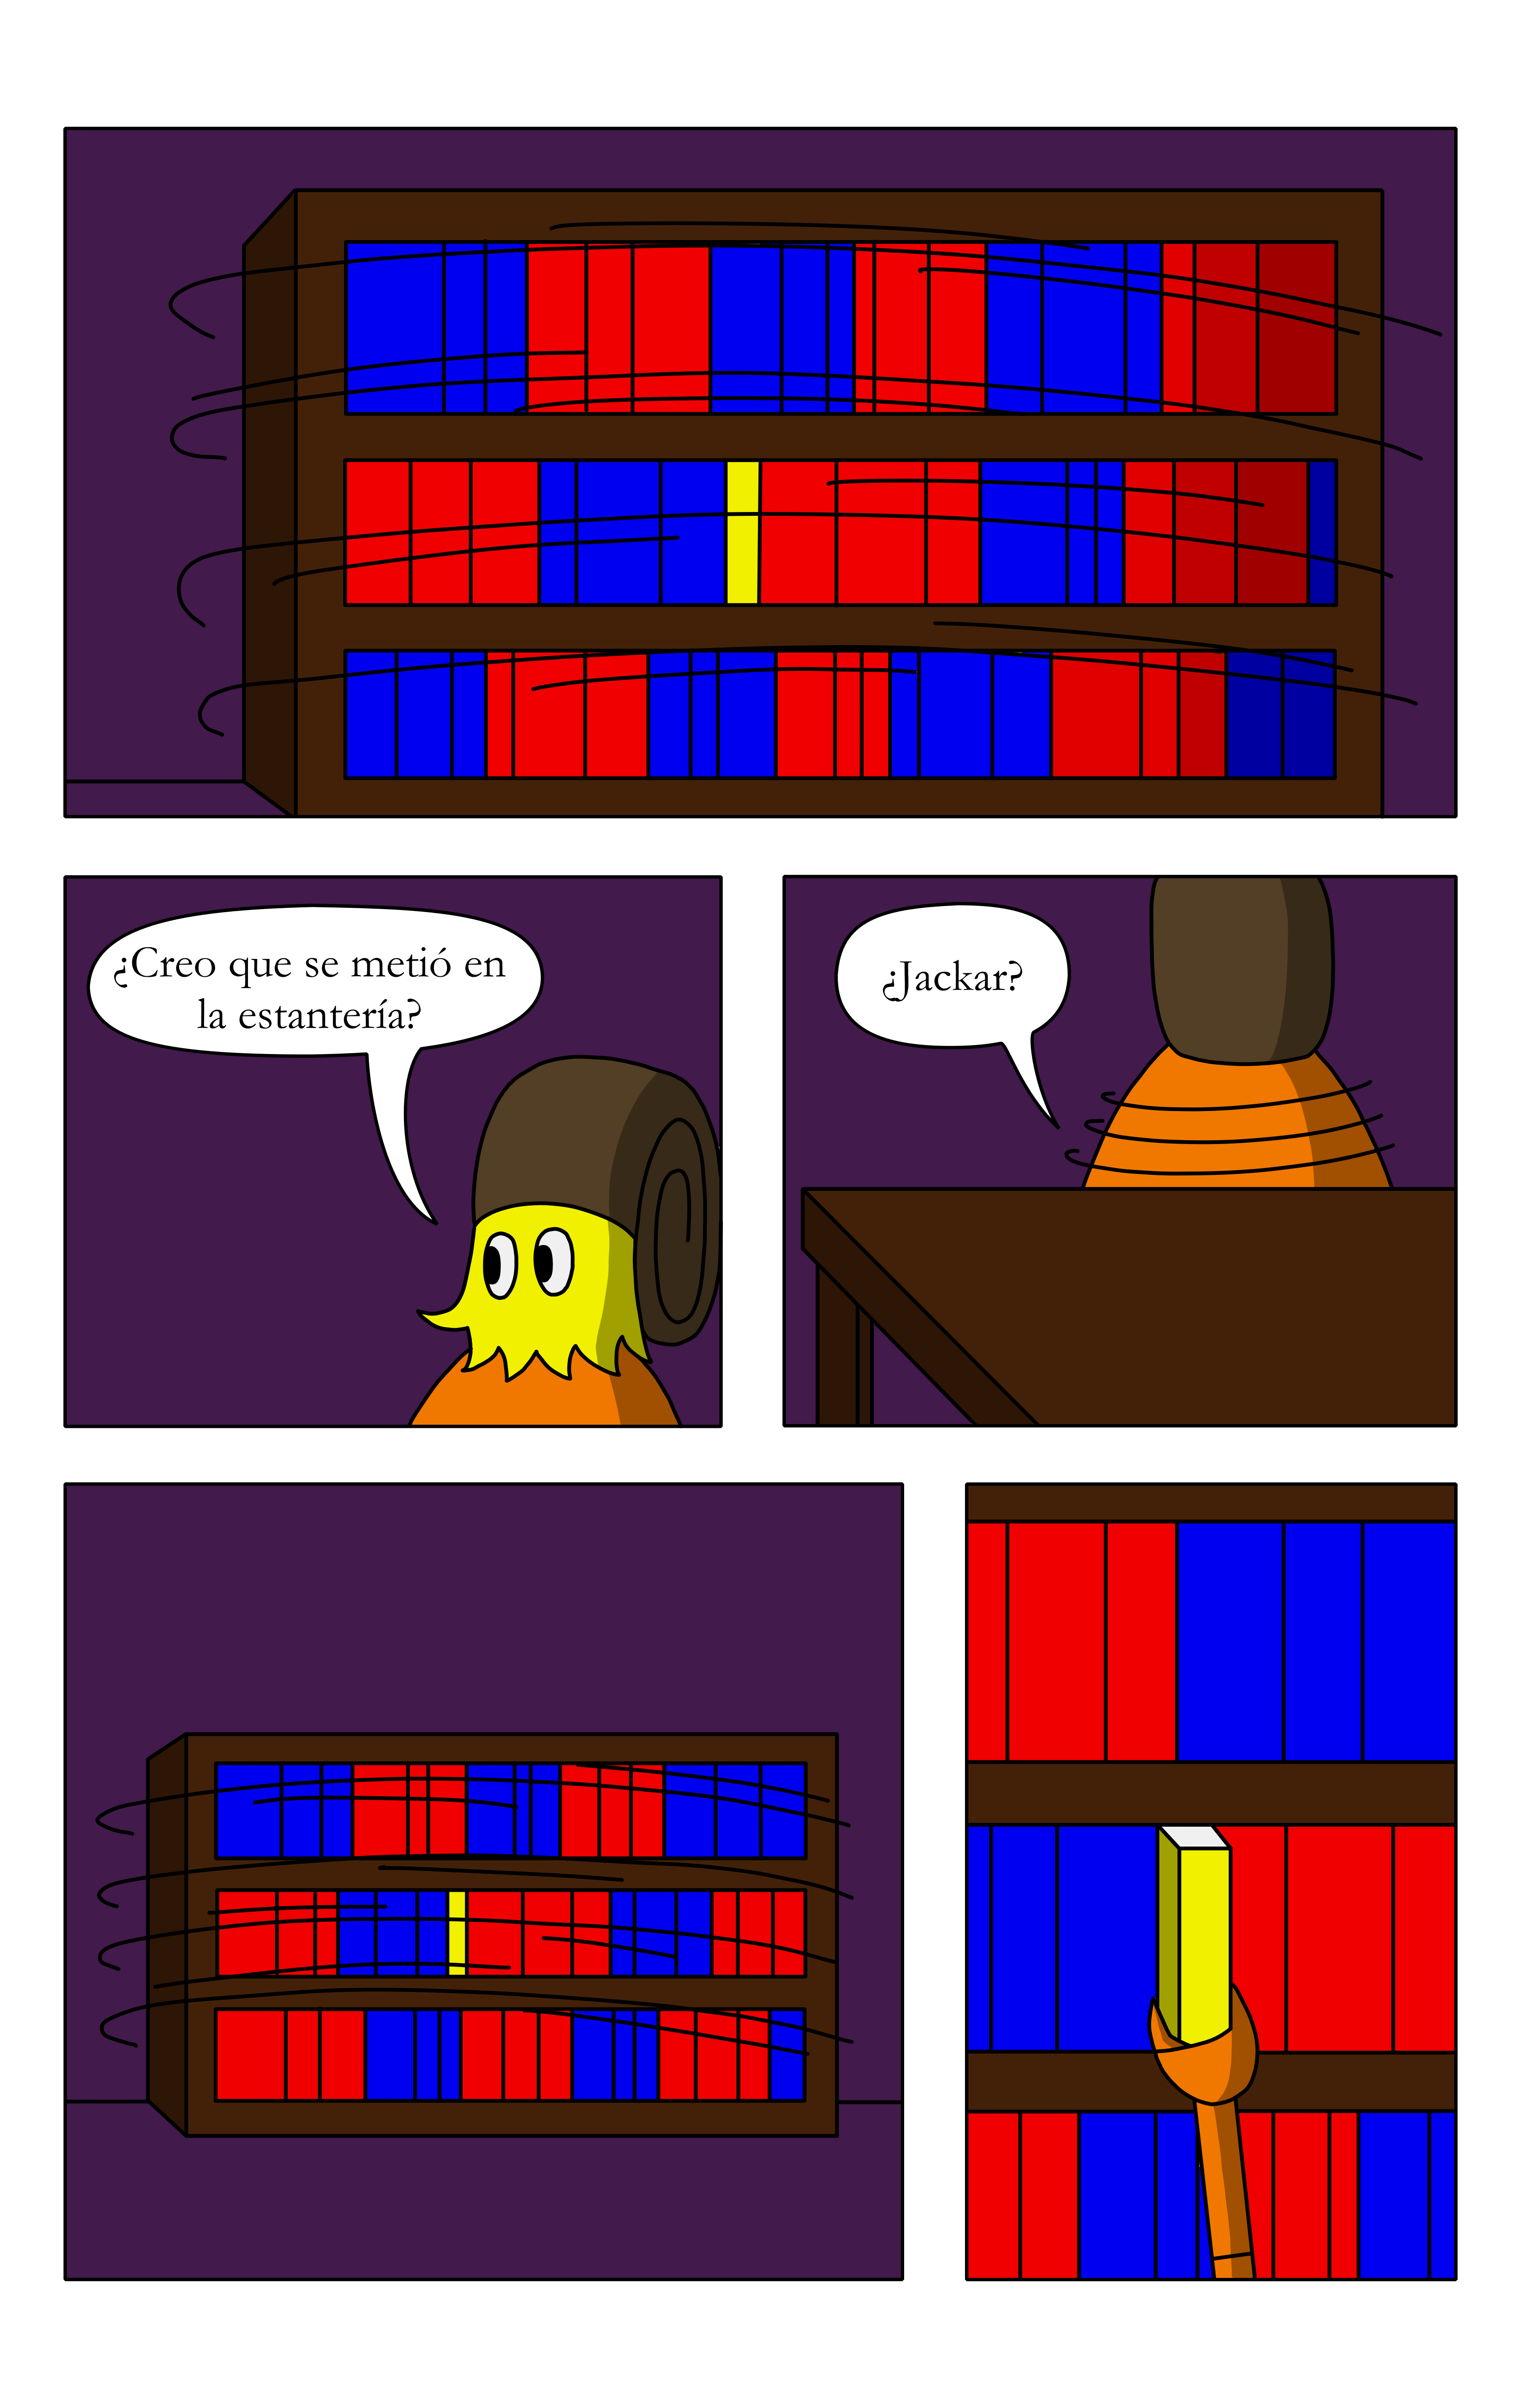 ¿Creo que se metió en
la estantería?
¿Jackar?